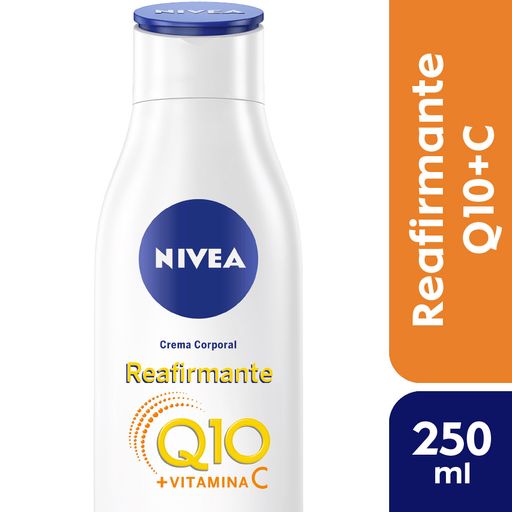 NIVEA
NIVEA
Crema Corporal
Reafirmante
Q10
+VITAMINA C
Reafirmante
Q10+C
250
ml